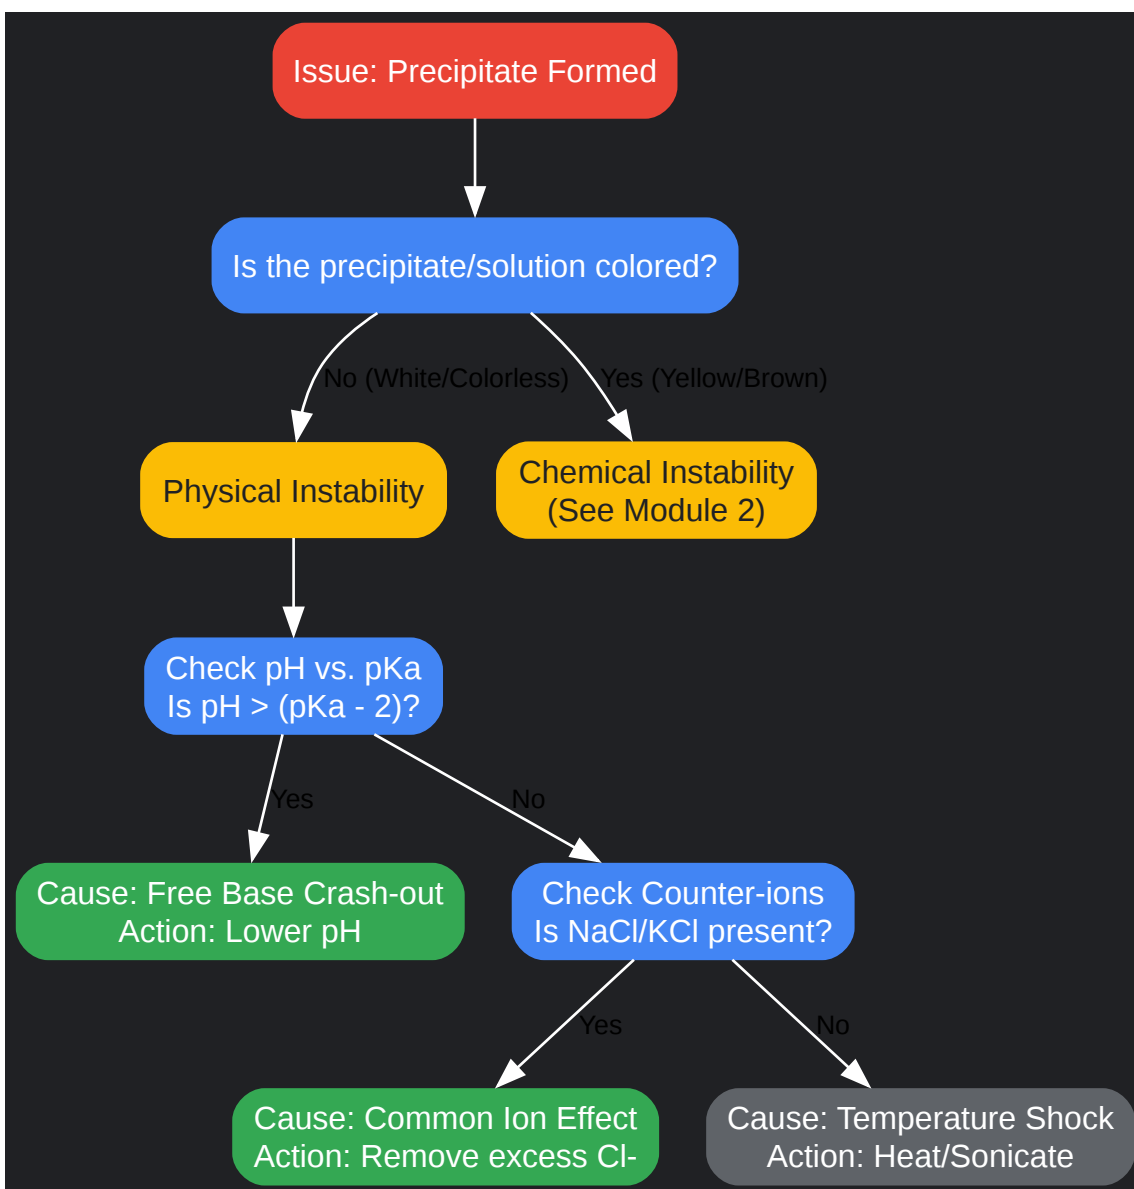 Issue: Precipitate Formed
Is the precipitate/solution colored?
No (White/Colorless)
Yes (Yellow/Brown)
Physical Instability
Chemical Instability
(See Module 2)
Check pH vs. pKa
Is pH > (pKa - 2)?
Yes
No
Cause: Free Base Crash-out
Action: Lower pH
Check Counter-ions
Is NaCl/KCl present?
Yes
No
Cause: Common Ion Effect
Action: Remove excess Cl-
Cause: Temperature Shock
Action: Heat/Sonicate